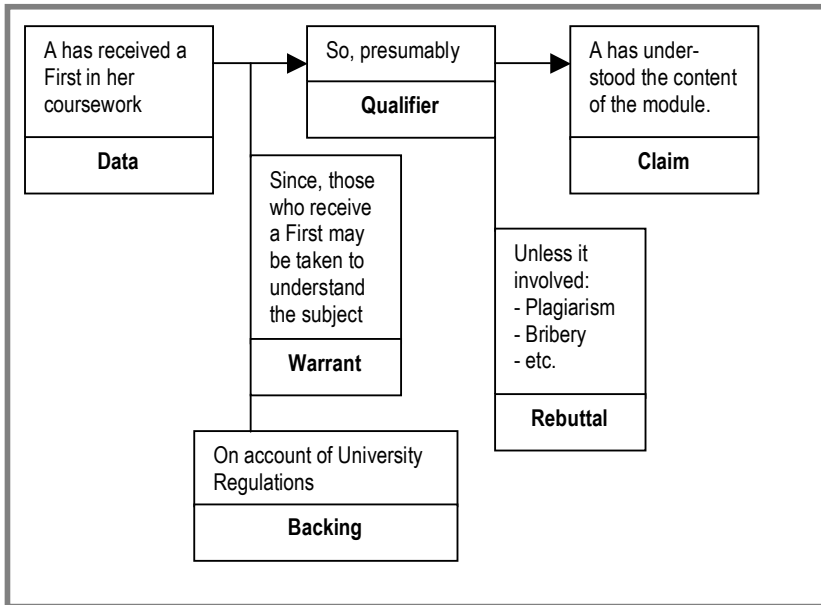 A has received a
First in her
coursework
Data
So, presumably
Qualifier
A has under-
stood the content
of the module.
Claim
Since, those
who receive
a First may
be taken to
understand
the subject
Warrant
Unless it
involved:
- Plagiarism
- Bribery
- etc.
Rebuttal
On account of University
Regulations
Backing